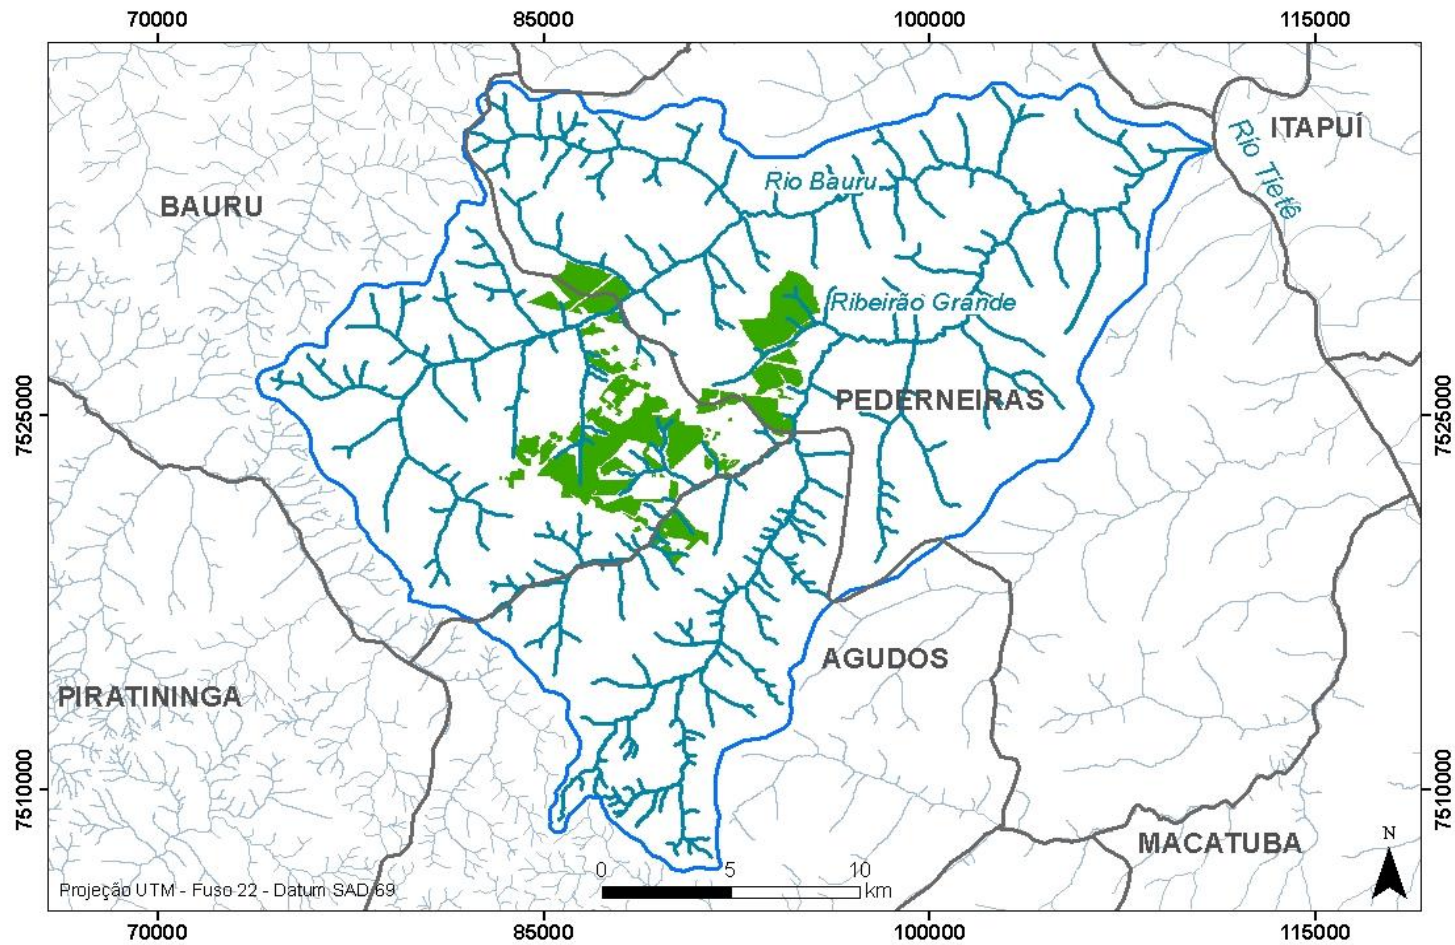 70000 85000 100000 115000
ITAPUÍ
Rio Tietê
Rio Bauru
BAURU
Ribeirão Grande
PEDERNEIRAS
7525000 7525000
AGUDOS
PIRATININGA
7510000 7510000
MACATUBA
N
0 5 10
km
Projeção UTM - Fuso 22 - Datum SAD 69
70000 85000 100000 115000